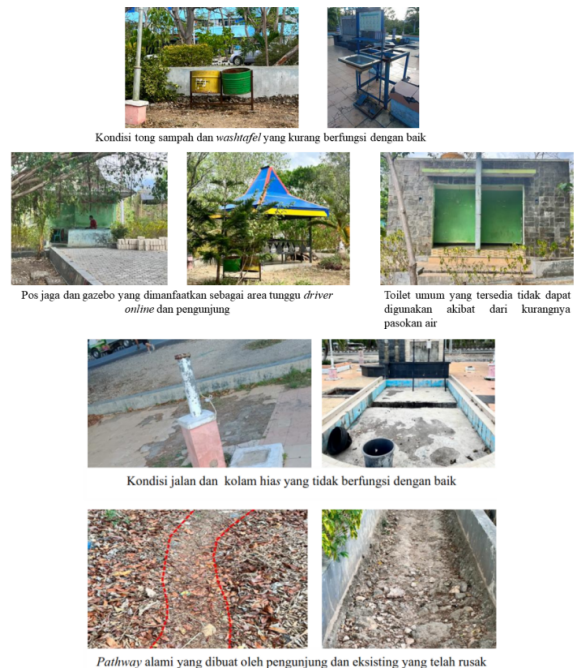 Kondisi tong sampah dan washtafel yang kurang berfungsi dengan baik
Pos jaga dan gazebo yang dimanfaatkan sebagai area tunggu driver
online dan pengunjung
Toilet umum yang tersedia tidak dapat
digunakan akibat dari kurangnya
pasokan air
Kondisi jalan dan kolam hias yang tidak berfungsi dengan baik
Pathway alami yang dibuat oleh pengunjung dan eksisting yang telah rusak